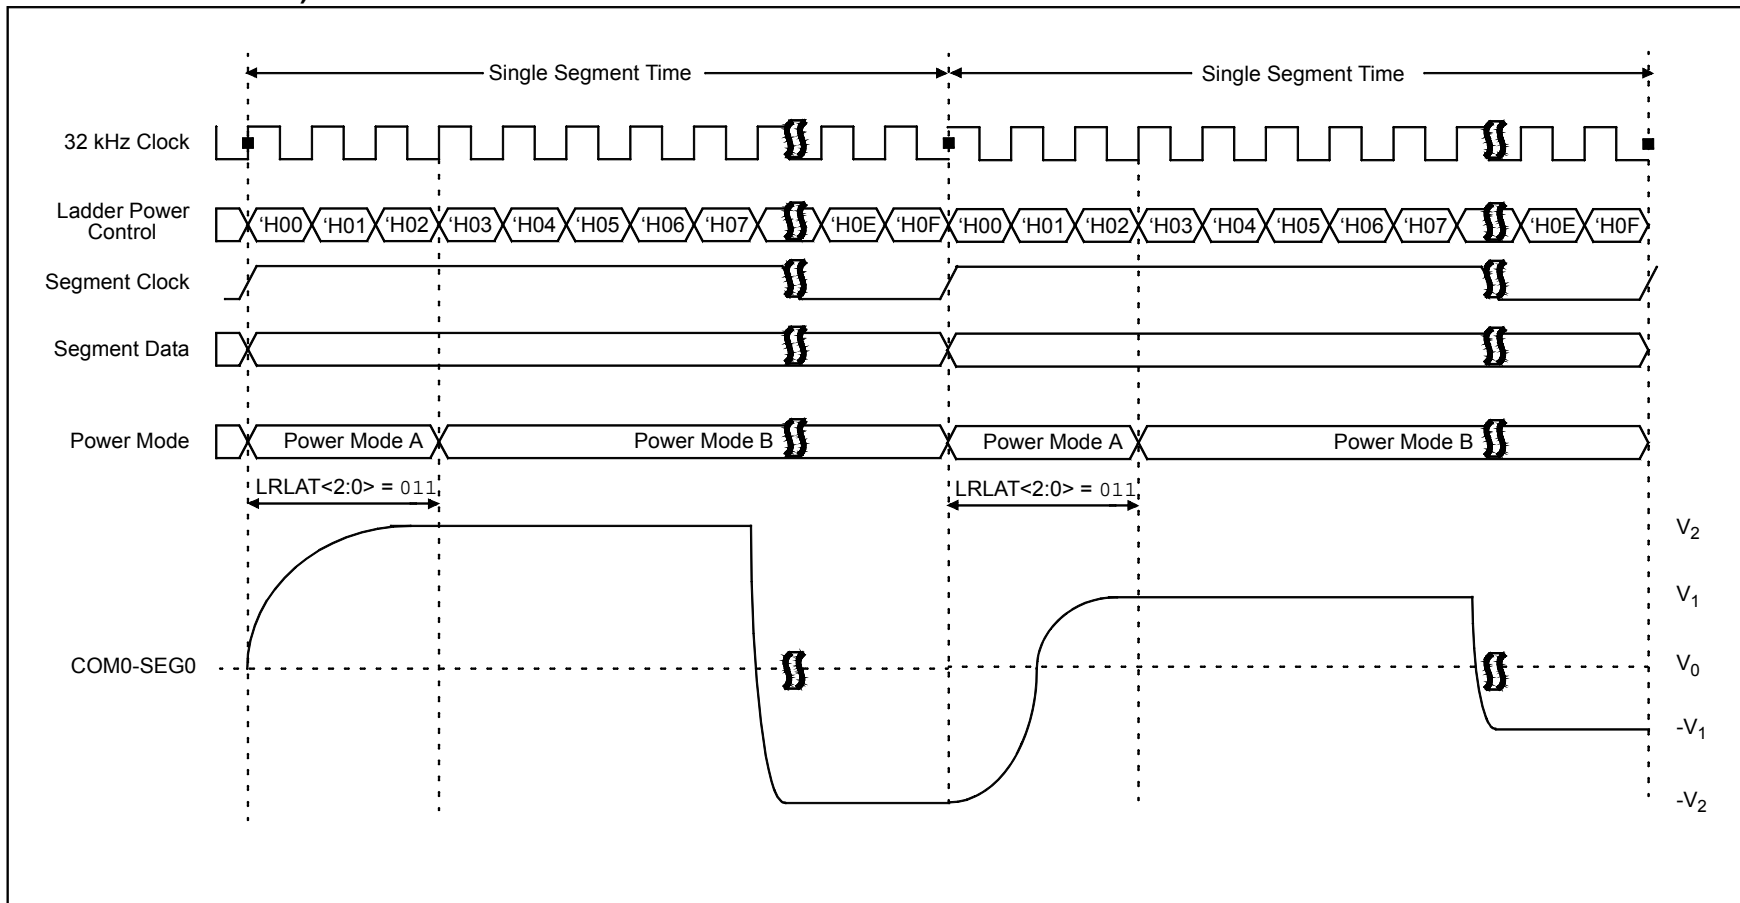 Single Segment Time Single Segment Time
32 kHz Clock
Ladder Power
Control
‘H00 ‘H01 ‘H02 ‘H03 ‘H04 ‘H05 ‘H06 ‘H07 ‘H0E ‘H0F ‘H00 ‘H01 ‘H02 ‘H03 ‘H04 ‘H05 ‘H06 ‘H07 ‘H0E ‘H0F
Segment Clock
Segment Data
Power Mode Power Mode A Power Mode B Power Mode A Power Mode B
LRLAT<2:0> = 011 LRLAT<2:0> = 011
V2
V1
COM0-SEG0 V0
-V1
-V2